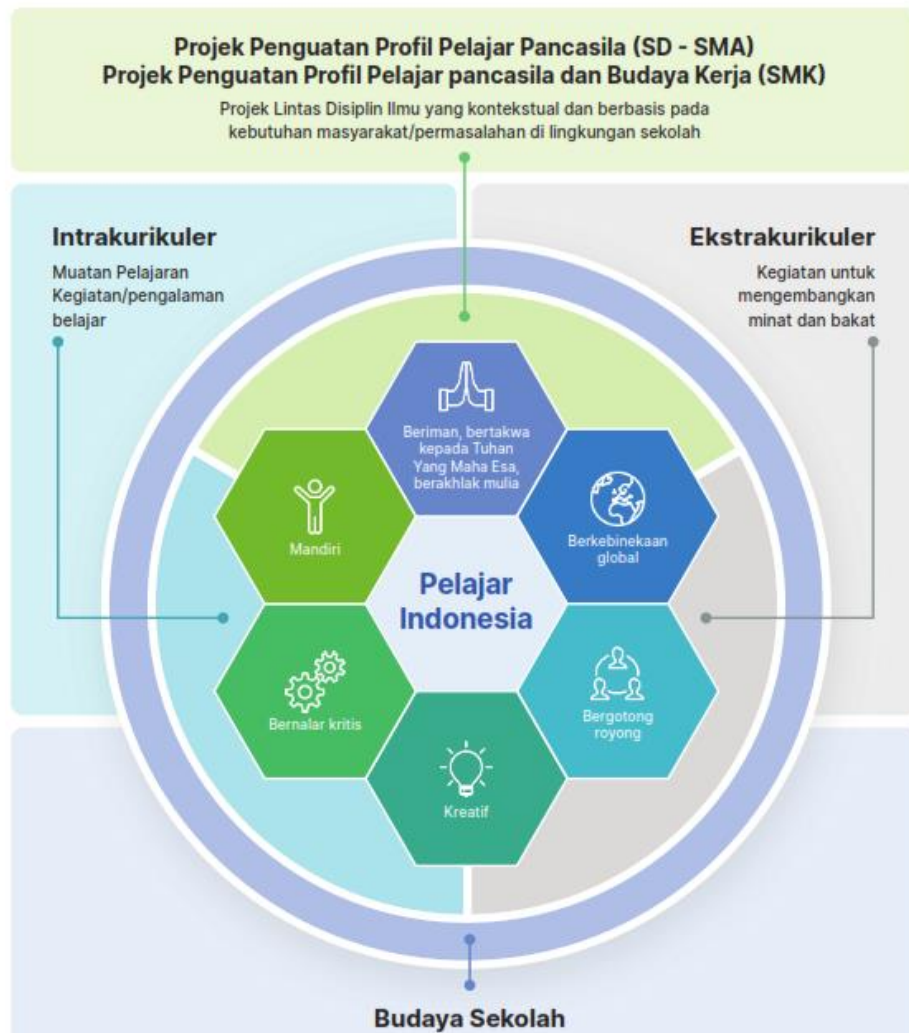 Projek Penguatan Profil Pelajar Pancasila (SD - SMA)
Projek Penguatan Profil Pelajar pancasila dan Budaya Kerja (SMK)
Projek Lintas Disiplin Ilmu yang kontekstual dan berbasis pada
kebutuhan masyarakat/permasalahan di lingkungan sekolah
Intrakurikuler
Muatan Pelajaran
Kegiatan/pengalaman
belajar
Ekstrakurikuler
Kegiatan untuk
mengembangkan
minat dan bakat
Beriman, bertakwa
kepada Tuhan
Yang Maha Esa,
berakhlak mulia
Mandiri
Berkebinekaan
global
Pelajar
Indonesia
Bernalar kritis
Bergotong
royong
Kreatif
Budaya Sekolah